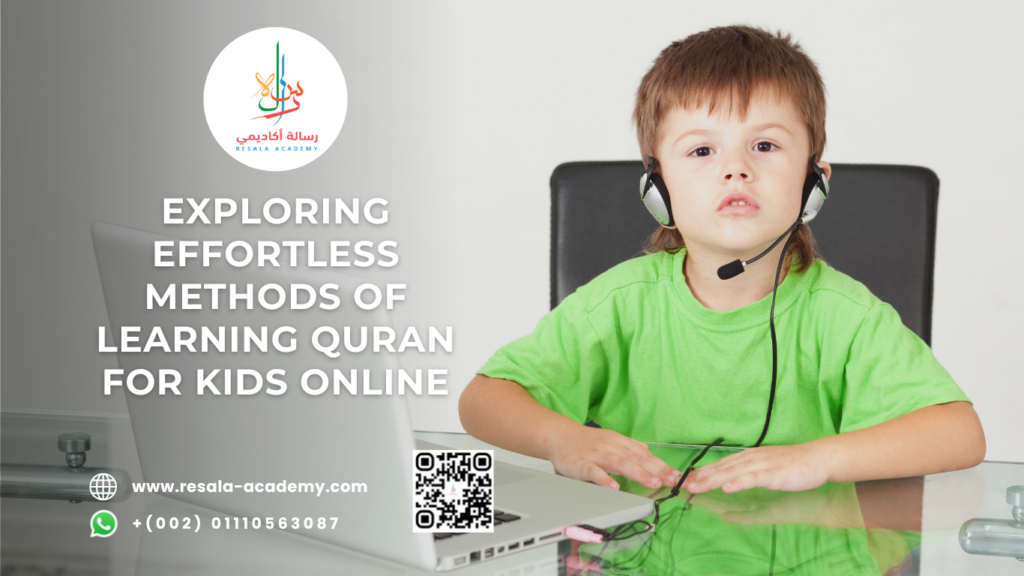 رسالة
رسالة أكاديمي
RESALA ACADEMY
EXPLORING
EFFORTLESS
METHODS OF
LEARNING QURAN
FOR KIDS ONLINE
www.resala-academy.com
+(002) 01110563087